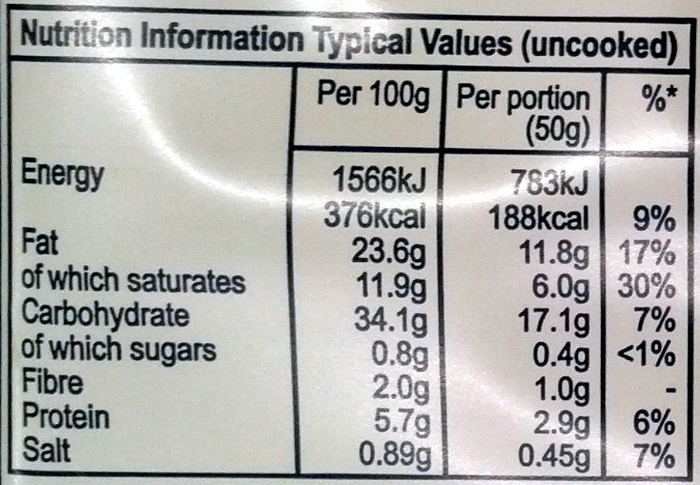 Nutrition Information Typical Values (uncooked)
Per 100g Per portion %*
(50g)
Energy 1566kJ 783kJ
376kcal 188kcal 9%
Fat 23.6g 11.8g 17%
of which saturates 11.9g 6.0g 30%
Carbohydrate 34.1g 17.1g 7%
of which sugars 0.8g 0.4g <1%
Fibre 2.0g 1.0g -
Protein 5.7g 2.9g 6%
Salt 0.89g 0.45g 7%